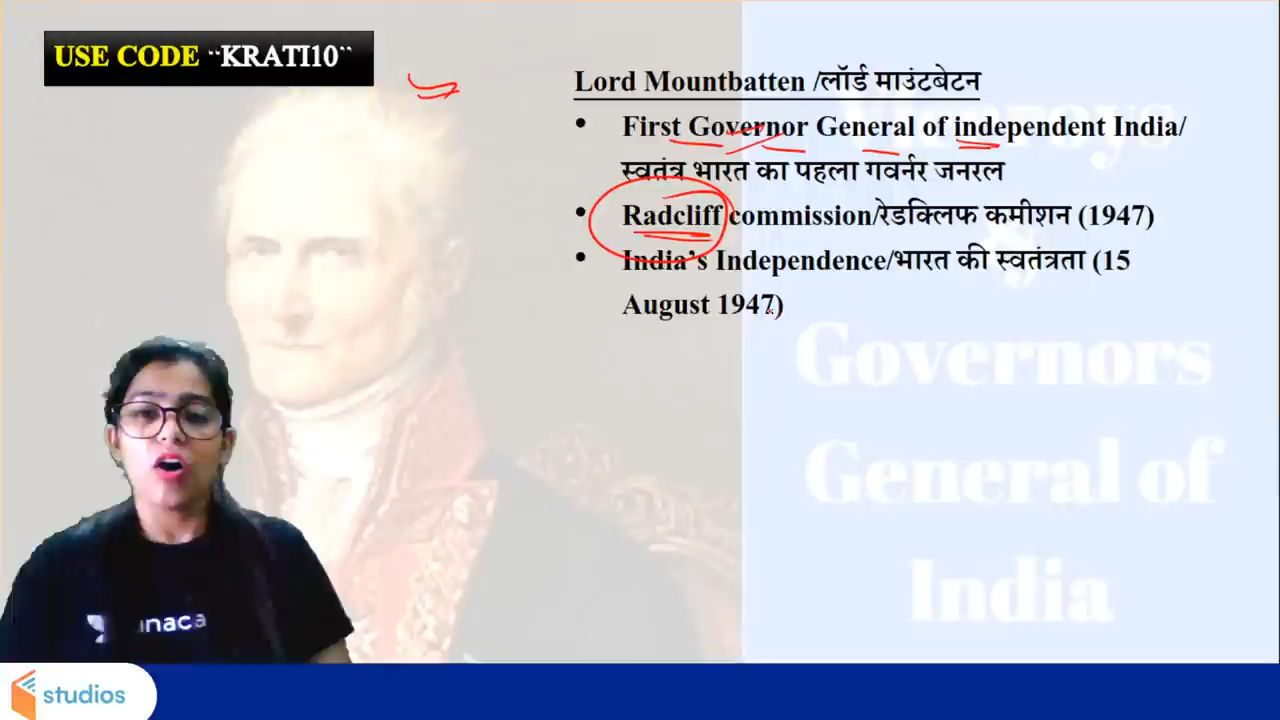 USE CODE “KRATI10”
Lord Mountbatten /लॉर्ड माउंटबेटन
• First Governor General of independent India/
स्वतंत्र भारत का पहला गवर्नर जनरल
• Radcliff commission/रेडक्लिफ कमीशन (1947)
• India’s Independence/भारत की स्वतंत्रता (15
August 1947)
Governors
General of
India
unaca
studios